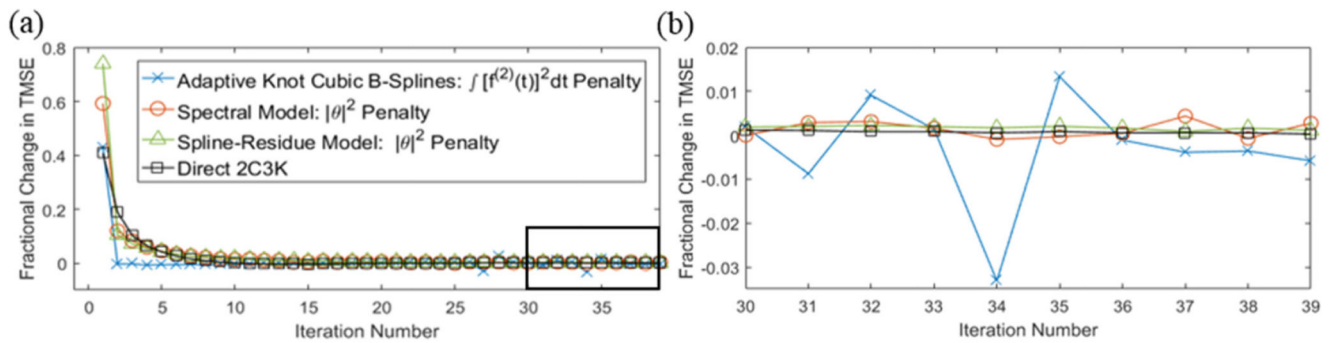 (a)
0.8
0.6
0.4
0.2
0
Fractional Change in TMSE
Adaptive Knot Cubic B-Splines: ∫ [f⁽²⁾(t)]²dt Penalty
Spectral Model: |θ|² Penalty
Spline-Residue Model: |θ|² Penalty
Direct 2C3K
0 5 10 15 20 25 30 35
Iteration Number
(b)
0.02
0.01
0
-0.01
-0.02
-0.03
Fractional Change in TMSE
30 31 32 33 34 35 36 37 38 39
Iteration Number